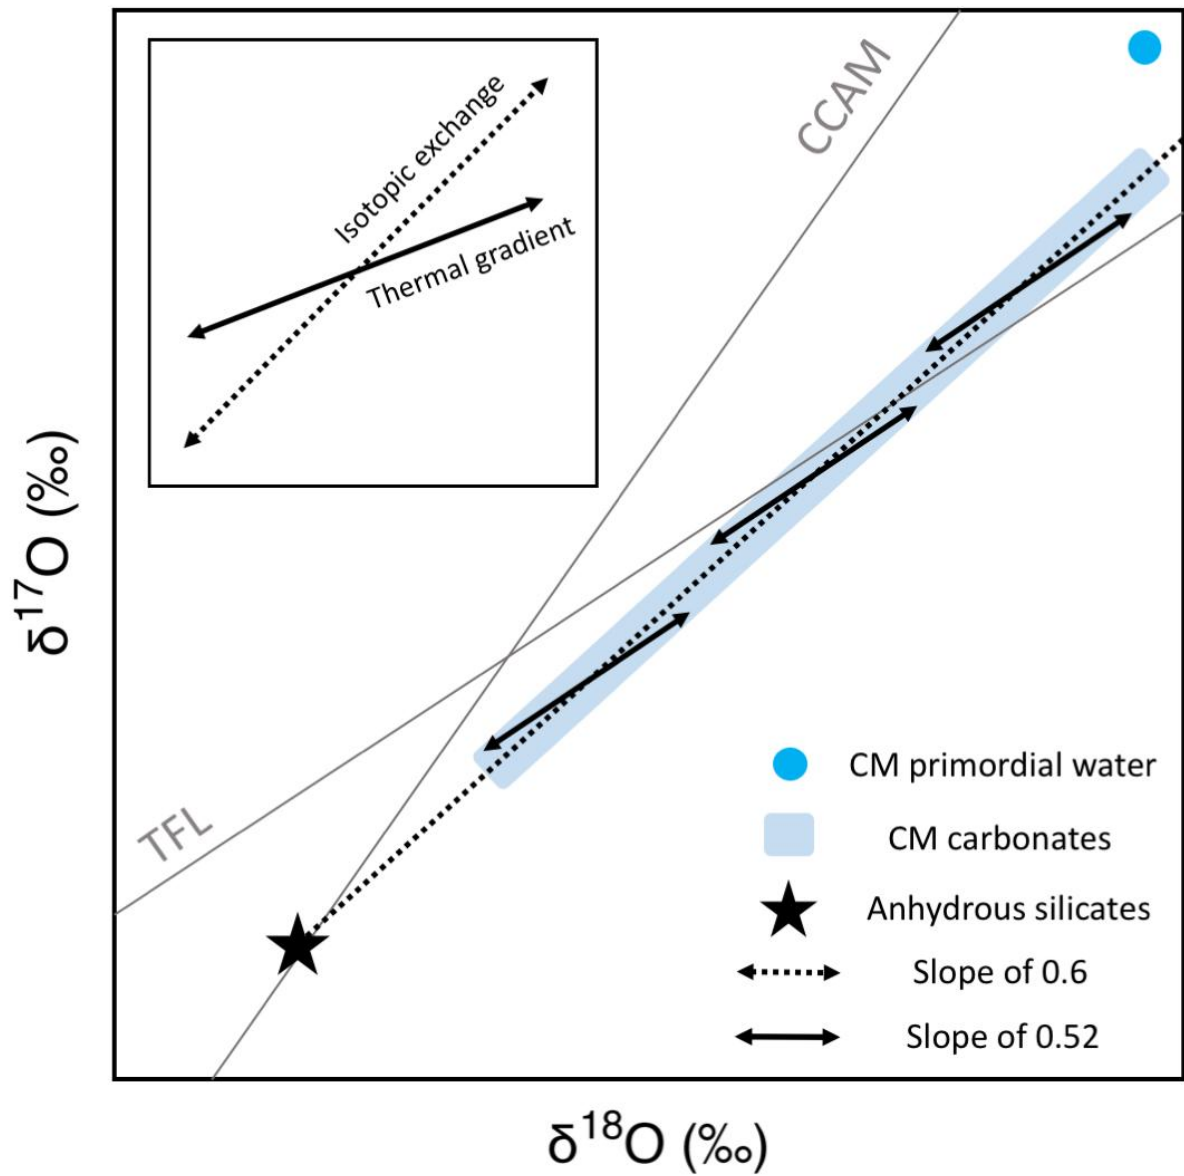 CCAM
Isotopic exchange
Thermal gradient
δ¹⁷O (‰)
TFL
CM primordial water
CM carbonates
Anhydrous silicates
Slope of 0.6
Slope of 0.52
δ¹⁸O (‰)